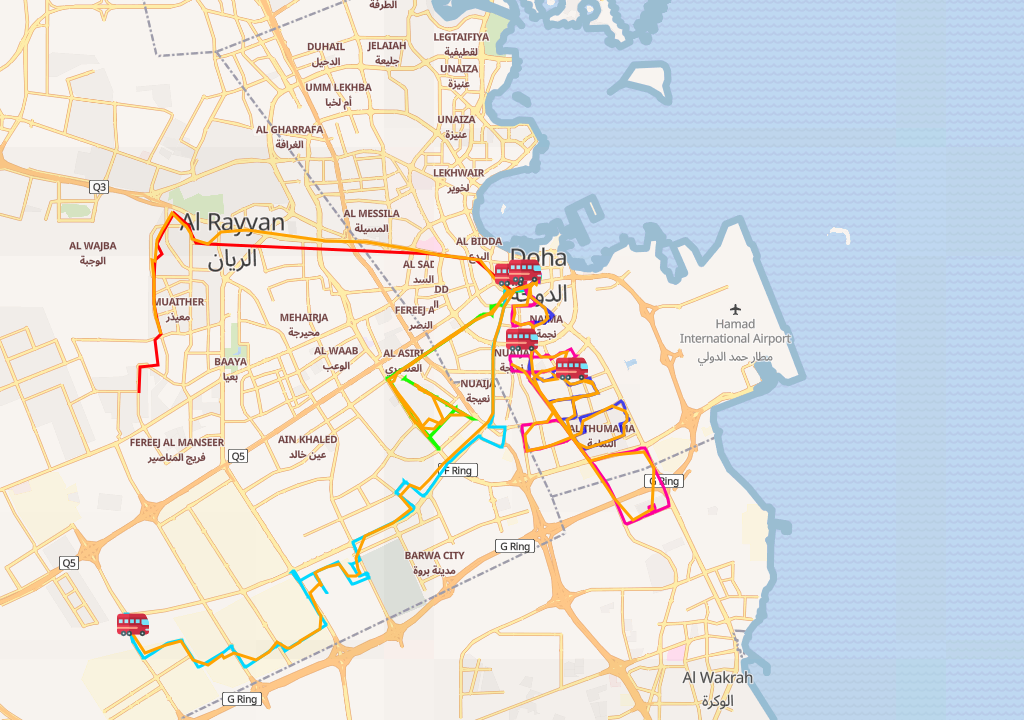 الطرفة
LEGTAIFIYA
لقطيفية
DUHAIL
الدحيل
JELAIAH
جليعة
UNAIZA
عنيزة
UMM LEKHBA
أم لخبا
UNAIZA
عنيزة
AL GHARRAFA
الغرافة
LEKHWAIR
لخوير
Q3
AL MESSILA
المسيلة
Al Rayyan
الريان
AL WAJBA
الوجبة
AL BIDDA
البدع
Doha
الدوحة
AL SAD
السد
DD
MUAITHER
معيذر
MEHAIRJA
محيرجة
FEREEJ A
النصر
NAJMA
نجمة
Hamad
International Airport
مطار حمد الدولي
AL WAAB
الوعب
AL ASIRI
العسيري
BAAYA
بعيا
NUAIJA
نعيجة
AL THUMAMA
الثمامة
FEREEJ AL MANSEER
فريج المناصير
AIN KHALED
عين خالد
Q5
F Ring
G Ring
G Ring
BARWA CITY
مدينة بروة
Q5
Al Wakrah
الوكرة
G Ring